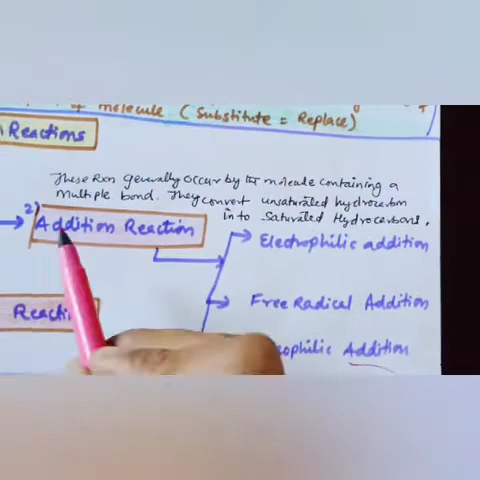 of molecule (Substitute = Replace)
Reactions
These Rxn generally occur by the molecule containing a
Multiple bond. They convert unsaturated hydrocarbon
into Saturated Hydrocarbons.
2) Addition Reaction
Electrophilic addition
Free Radical Addition
Reacti
ophilic Addition